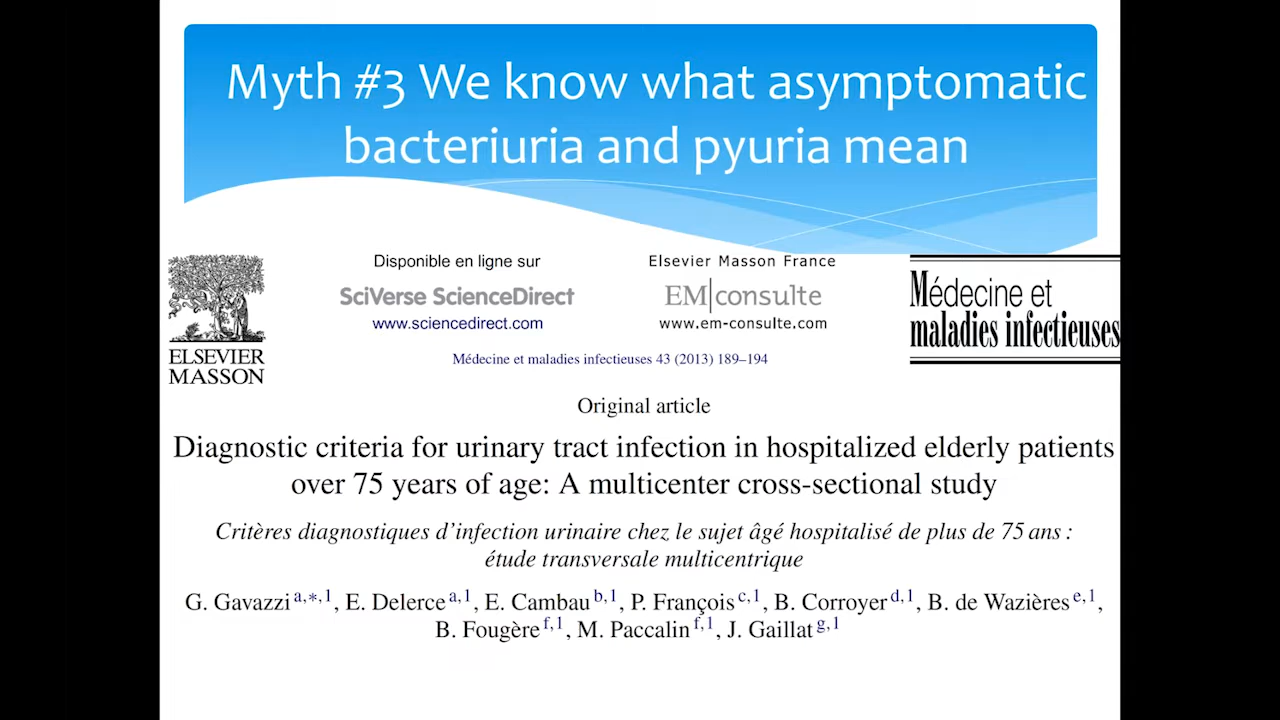 Myth #3 We know what asymptomatic
bacteriuria and pyuria mean
Disponible en ligne sur
SciVerse ScienceDirect
www.sciencedirect.com
Elsevier Masson France
EM|consulte
www.em-consulte.com
Médecine et
maladies infectieuses
ELSEVIER
MASSON
Médecine et maladies infectieuses 43 (2013) 189–194
Original article
Diagnostic criteria for urinary tract infection in hospitalized elderly patients
over 75 years of age: A multicenter cross-sectional study
Critères diagnostiques d'infection urinaire chez le sujet âgé hospitalisé de plus de 75 ans :
étude transversale multicentrique
G. Gavazzi a,*,1, E. Delerce a,1, E. Cambau b,1, P. François c,1, B. Corroyer d,1, B. de Wazières e,1,
B. Fougère f,1, M. Paccalin f,1, J. Gaillat g,1